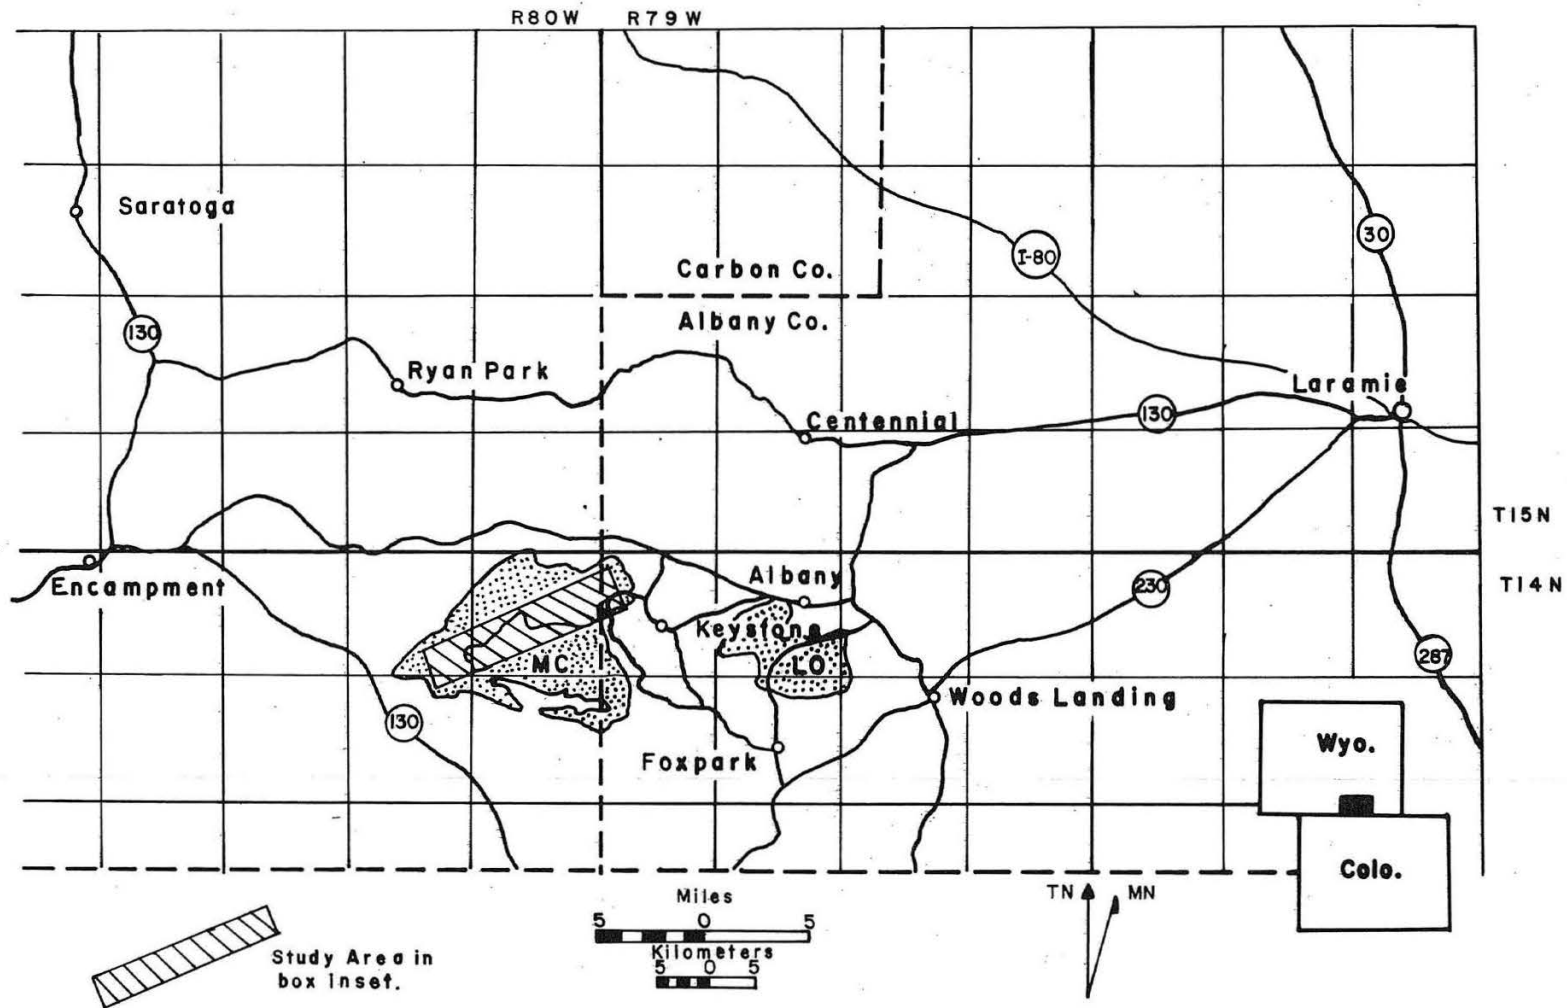 R80W R79W
Saratoga
30
I-80
Carbon Co.
Albany Co.
130
Ryan Park
Laramie
Centennial
130
T15N
Encampment
Albany
230
T14N
Keystone
MC
LO
287
Woods Landing
130
Foxpark
Wyo.
Colo.
Miles
5 0 5
Kilometers
5 0 5
TN MN
Study Area in
box inset.